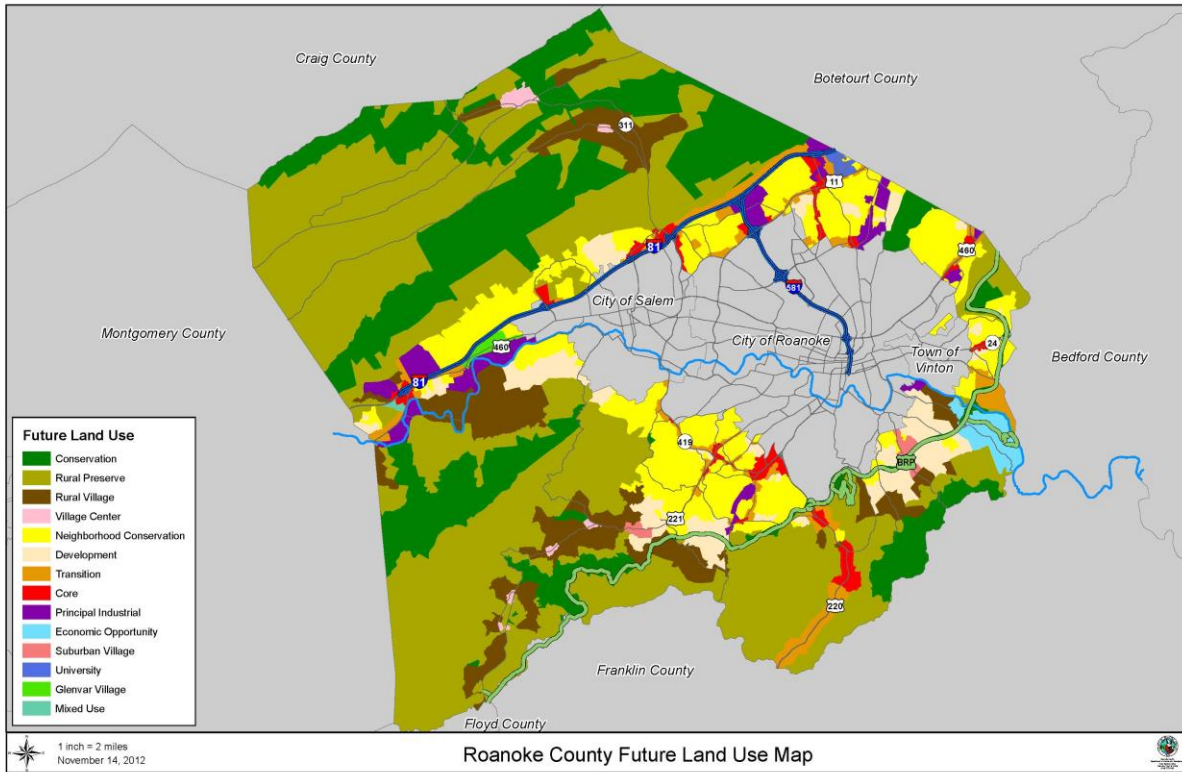 Craig County
Botetourt County
311
11
81
460
581
City of Salem
Montgomery County
460
City of Roanoke
Town of
Vinton
24
Bedford County
81
419
BRP
221
220
Franklin County
Floyd County
Future Land Use
Conservation
Rural Preserve
Rural Village
Village Center
Neighborhood Conservation
Development
Transition
Core
Principal Industrial
Economic Opportunity
Suburban Village
University
Glenvar Village
Mixed Use
1 inch = 2 miles
November 14, 2012
Roanoke County Future Land Use Map